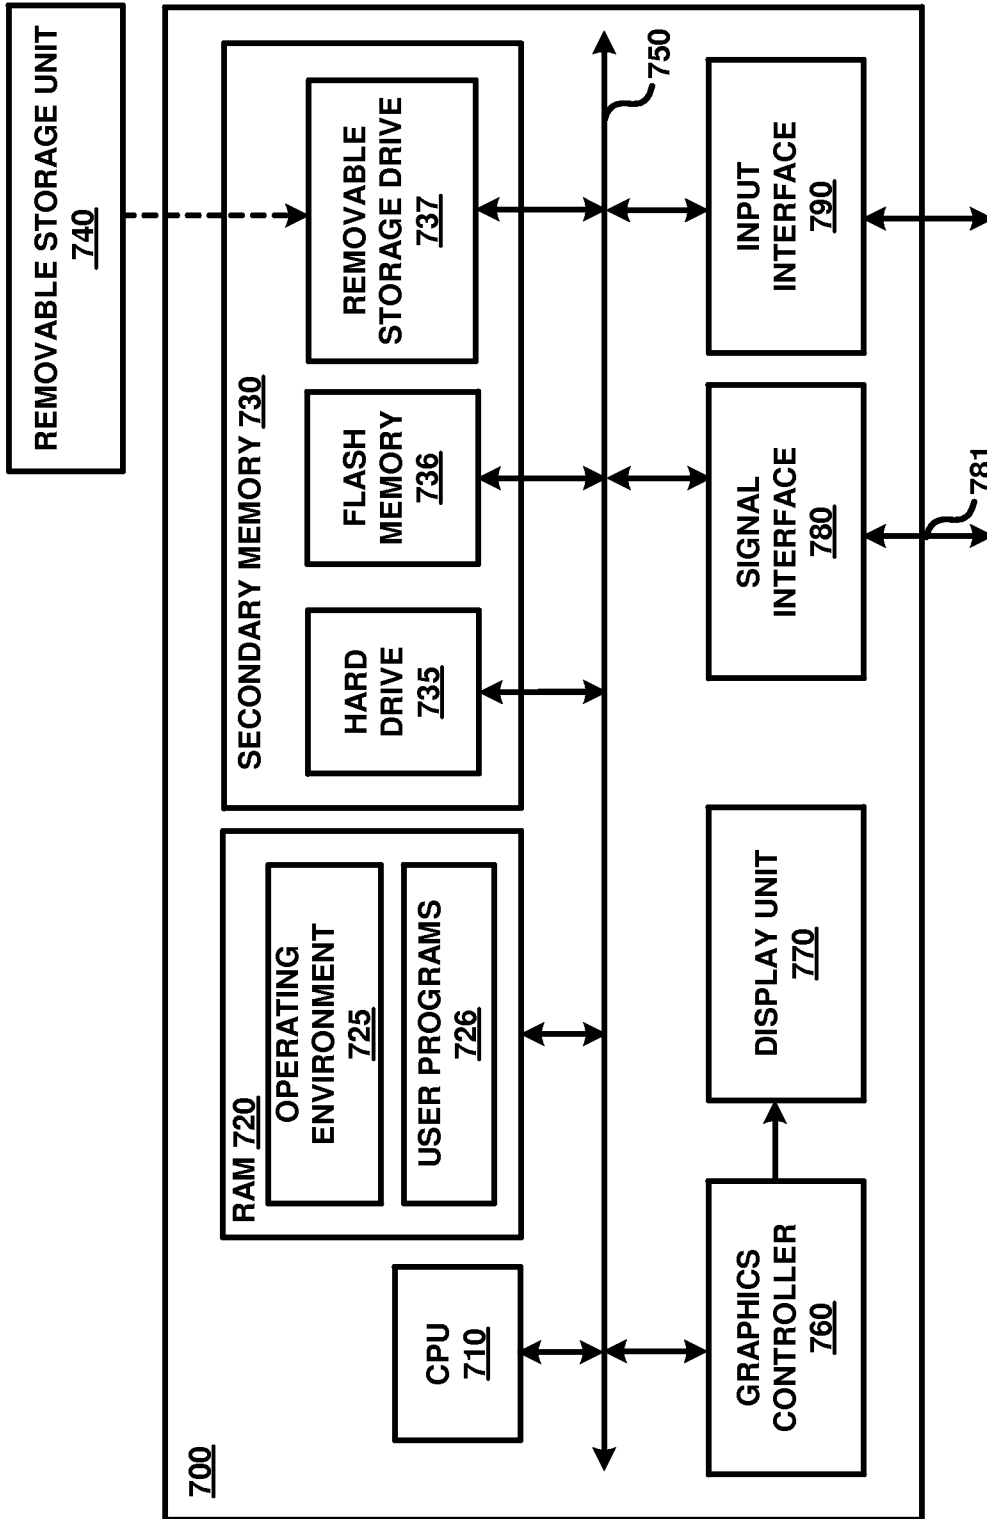 REMOVABLE STORAGE UNIT
740
700
SECONDARY MEMORY 730
HARD
DRIVE
735
FLASH
MEMORY
736
REMOVABLE
STORAGE DRIVE
737
RAM 720
OPERATING
ENVIRONMENT
725
USER PROGRAMS
726
CPU
710
750
GRAPHICS
CONTROLLER
760
DISPLAY UNIT
770
SIGNAL
INTERFACE
780
INPUT
INTERFACE
790
781